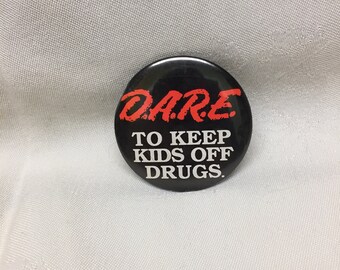 D.A.R.E.
TO KEEP
KIDS OFF
DRUGS.